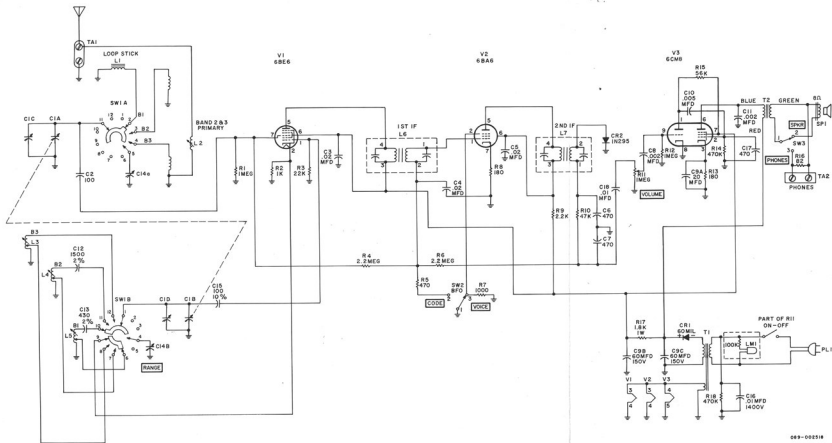 TA1
LOOP STICK
L1
SW1A
B1
B2
B3
C1C
C1A
C2
100
C14a
BAND 2&3
PRIMARY
L2
V1
6BE6
R1
1MEG
R2
1K
R3
22K
C3
.02
MFD
1ST IF
L6
C4
.02
MFD
V2
6BA6
R8
180
C5
.02
MFD
2ND IF
L7
CR2
1N295
R9
2.2K
R10
47K
C6
470
C7
470
C18
.01
MFD
R11
1MEG
VOLUME
V3
6CM8
R15
56K
C10
.005
MFD
C8
.002
MFD
R12
1MEG
C9A
20
MFD
R13
180
R14
470K
C17
470
BLUE
C11
.002
MFD
RED
T2
GREEN
8Ω
SP1
SPKR
SW3
PHONES
R16
TA2
PHONES
B3
L3
B2
L4
C12
1500
2%
C13
430
2%
B1
L5
SW1B
C1D
C1B
C15
100
10%
C14B
RANGE
R4
2.2MEG
R6
2.2MEG
R5
470
CODE
SW2
BFO
R7
1000
VOICE
R17
1.8K
1W
CR1
60MIL
C9B
60MFD
150V
C9C
60MFD
150V
V1
V2
V3
T1
100K
LM1
PART OF R11
ON-OFF
PL1
R18
470K
C16
.01MFD
1400V